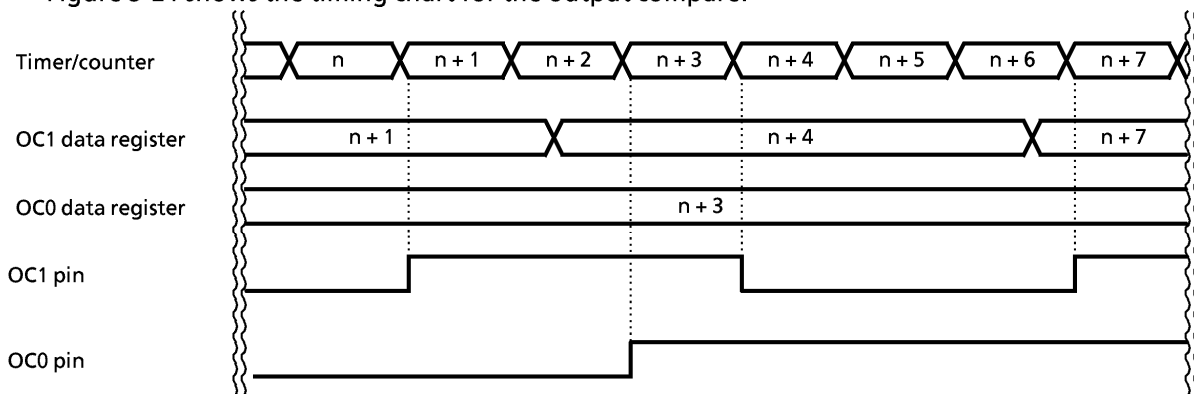 Figure 3-24 shows the timing chart for the output compare.
Timer/counter n n + 1 n + 2 n + 3 n + 4 n + 5 n + 6 n + 7
OC1 data register n + 1 n + 4 n + 7
OC0 data register n + 3
OC1 pin
OC0 pin